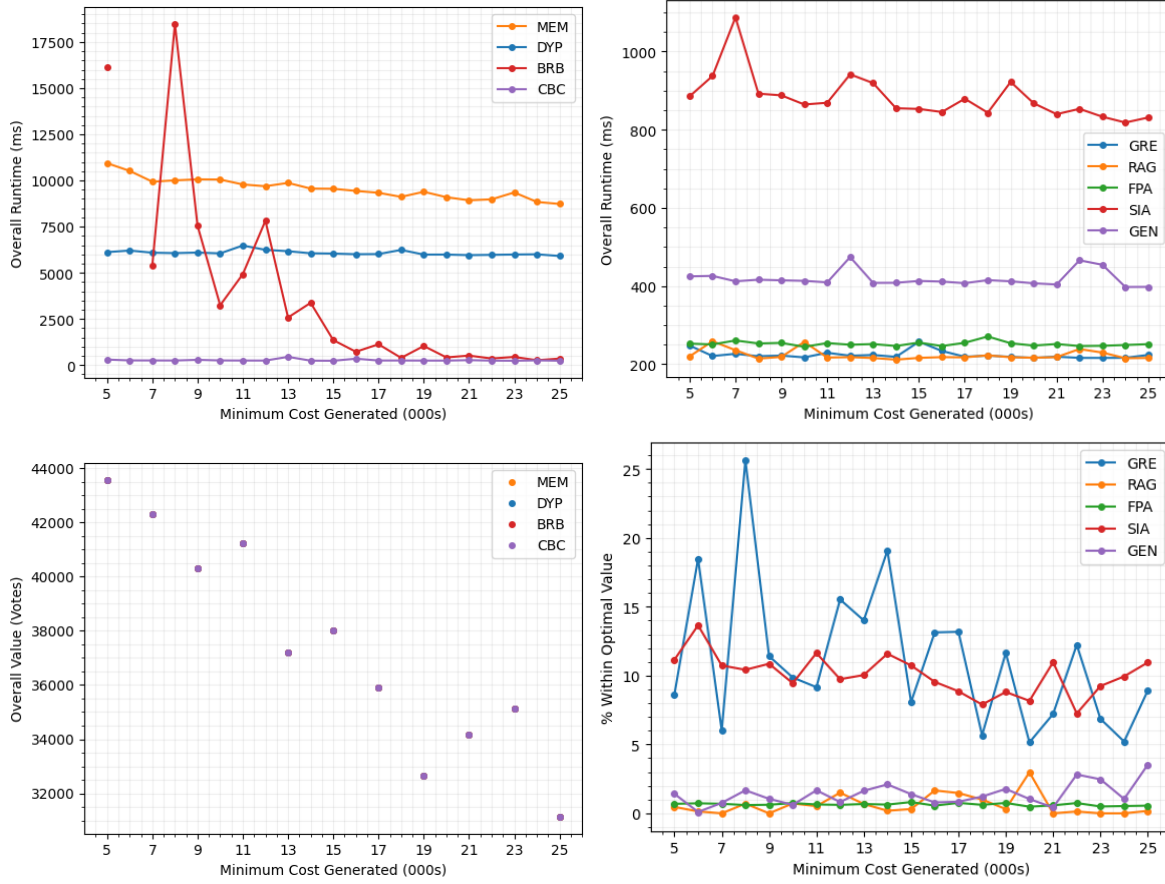 17500
15000
12500
10000
7500
5000
2500
0
Overall Runtime (ms)
MEM
DYP
BRB
CBC
5 7 9 11 13 15 17 19 21 23 25
Minimum Cost Generated (000s)
1000
800
600
400
200
Overall Runtime (ms)
GRE
RAG
FPA
SIA
GEN
5 7 9 11 13 15 17 19 21 23 25
Minimum Cost Generated (000s)
44000
42000
40000
38000
36000
34000
32000
Overall Value (Votes)
MEM
DYP
BRB
CBC
5 7 9 11 13 15 17 19 21 23 25
Minimum Cost Generated (000s)
25
20
15
10
5
0
% Within Optimal Value
GRE
RAG
FPA
SIA
GEN
5 7 9 11 13 15 17 19 21 23 25
Minimum Cost Generated (000s)